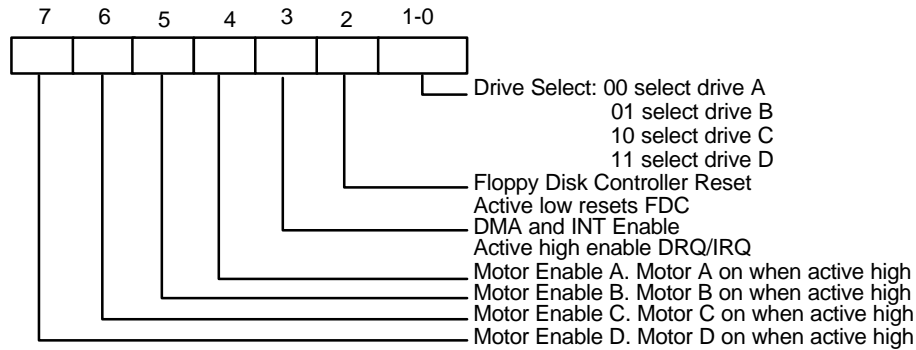 7 6 5 4 3 2 1-0
Drive Select: 00 select drive A
01 select drive B
10 select drive C
11 select drive D
Floppy Disk Controller Reset
Active low resets FDC
DMA and INT Enable
Active high enable DRQ/IRQ
Motor Enable A. Motor A on when active high
Motor Enable B. Motor B on when active high
Motor Enable C. Motor C on when active high
Motor Enable D. Motor D on when active high